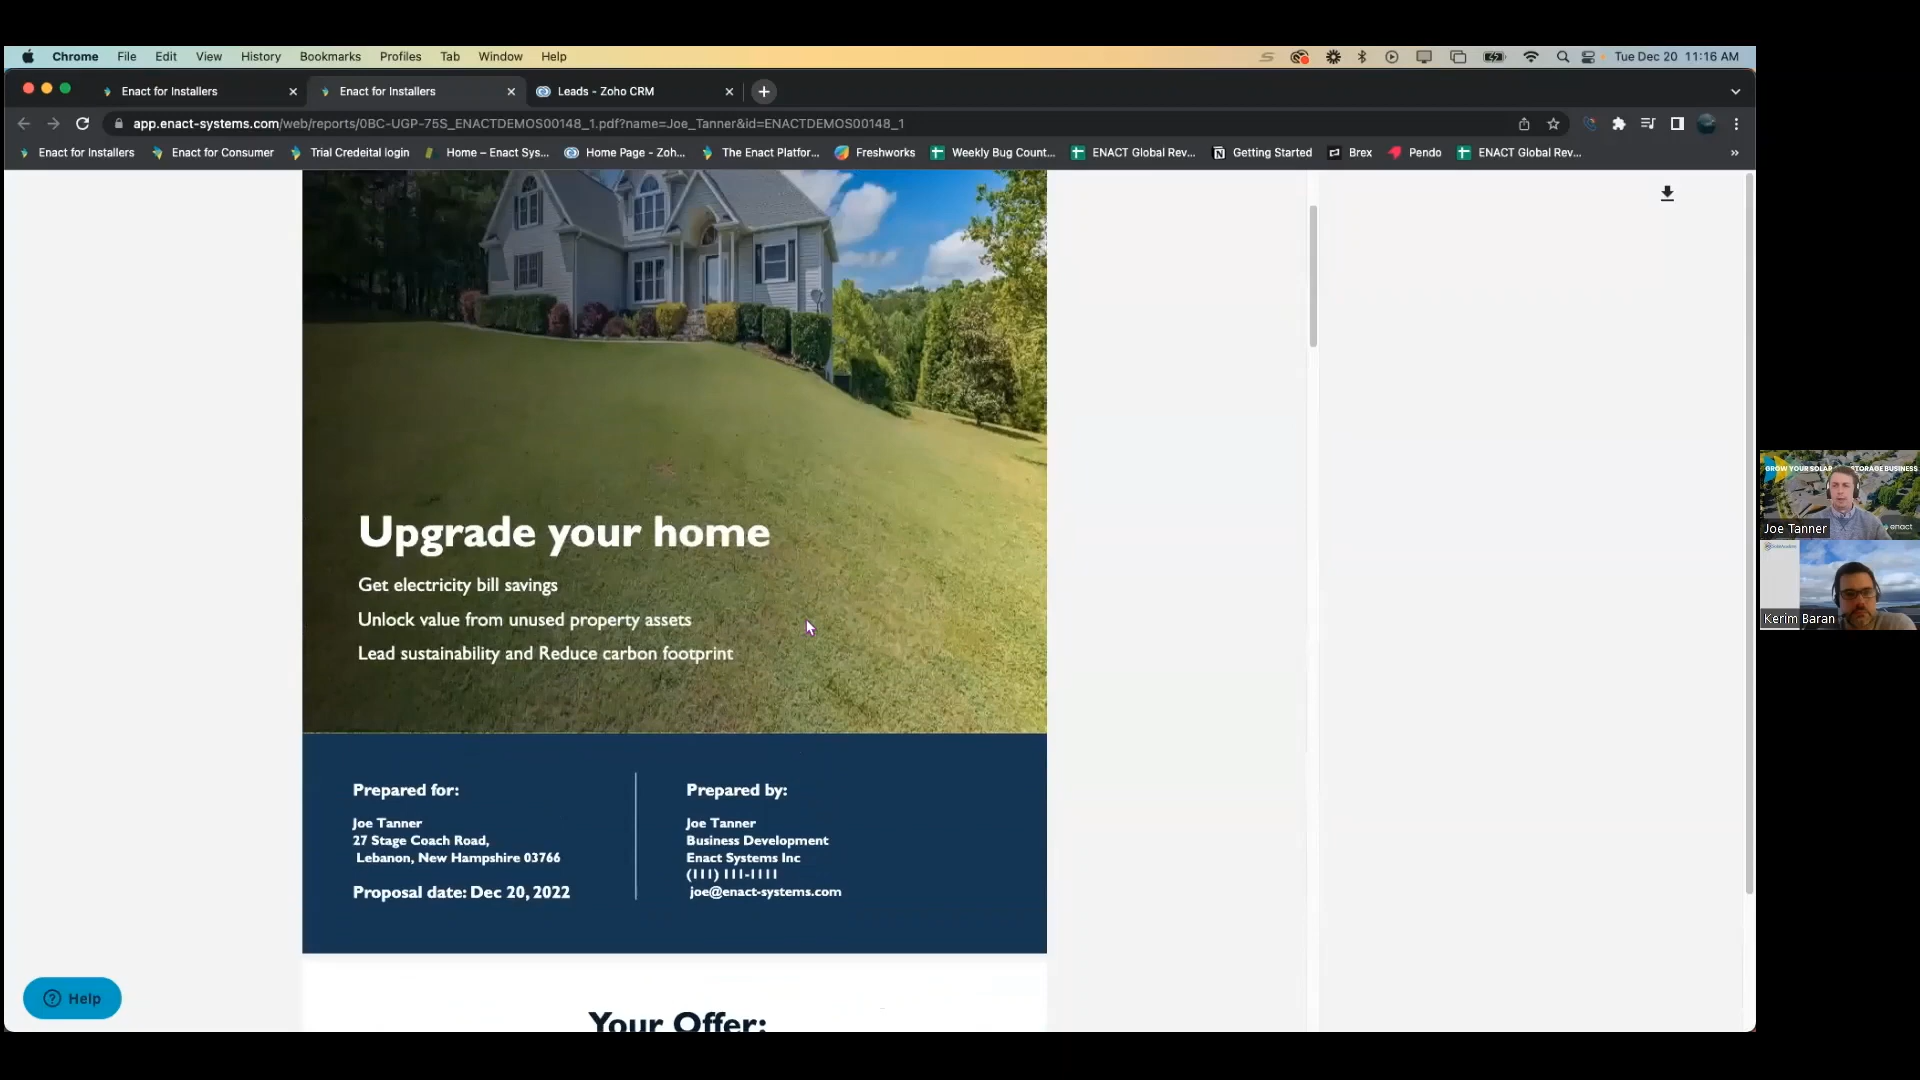 Chrome File Edit View History Bookmarks Profiles Tab Window Help Tue Dec 20 11:16 AM
Enact for Installers Enact for Installers Leads - Zoho CRM
app.enact-systems.com/web/reports/0BC-UGP-75S_ENACTDEMOS00148_1.pdf?name=Joe_Tanner&id=ENACTDEMOS00148_1
Enact for Installers Enact for Consumer Trial Credeital login Home – Enact Sys... Home Page - Zoh... The Enact Platfor... Freshworks Weekly Bug Count... ENACT Global Rev... Getting Started Brex Pendo ENACT Global Rev... »
Upgrade your home
Get electricity bill savings
Unlock value from unused property assets
Lead sustainability and Reduce carbon footprint
Prepared for:
Joe Tanner
27 Stage Coach Road,
Lebanon, New Hampshire 03766
Proposal date: Dec 20, 2022
Prepared by:
Joe Tanner
Business Development
Enact Systems Inc
(111) 111-1111
joe@enact-systems.com
Your Offer:
Help
GROW YOUR SOLAR STORAGE BUSINESS
enact
Joe Tanner
Kerim Baran